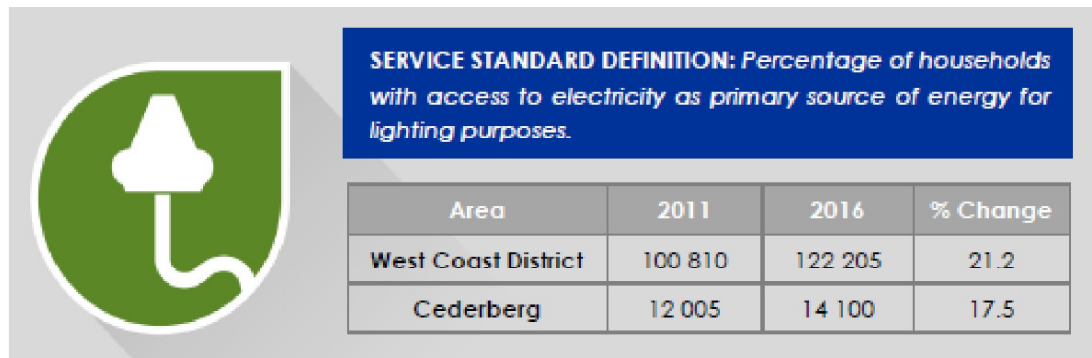 SERVICE STANDARD DEFINITION: Percentage of households
with access to electricity as primary source of energy for
lighting purposes.
Area 2011 2016 % Change
West Coast District 100 810 122 205 21.2
Cederberg 12 005 14 100 17.5